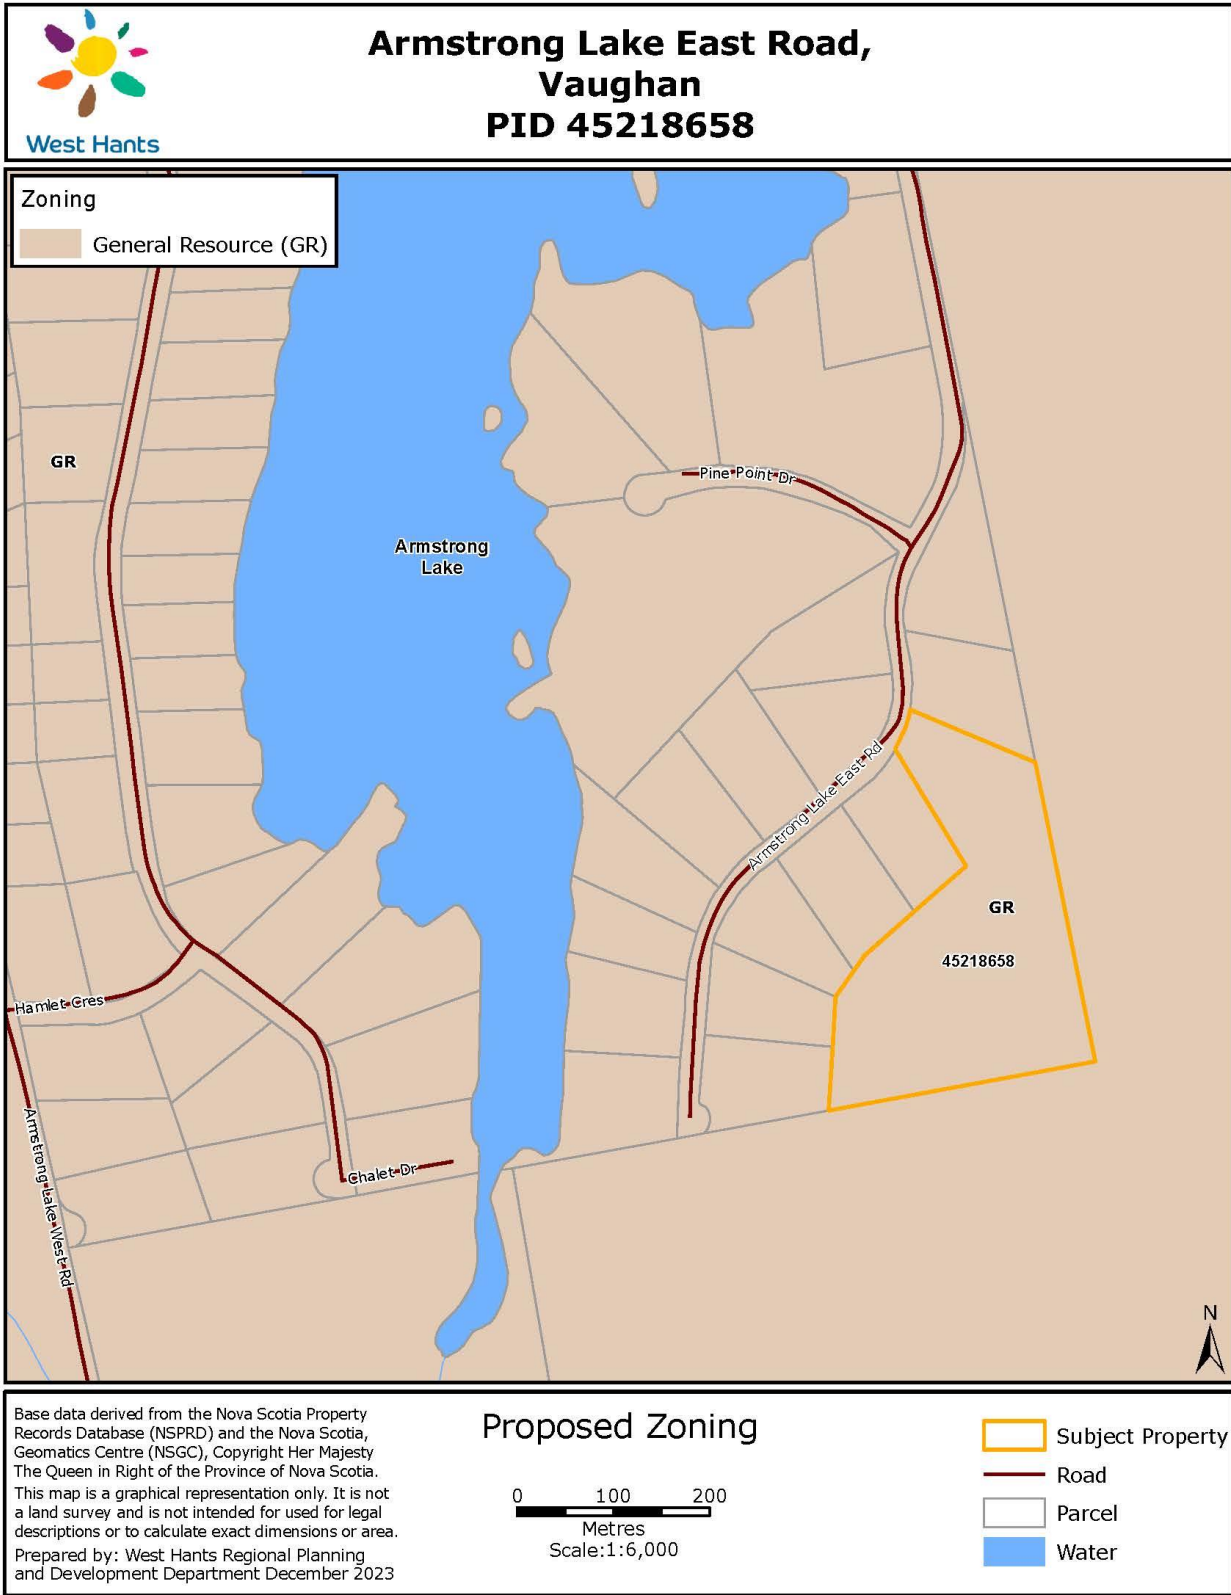 Armstrong Lake East Road,
Vaughan
PID 45218658
West Hants
Zoning
General Resource (GR)
GR
Pine Point Dr
Armstrong
Lake
Armstrong Lake East Rd
GR
45218658
Hamlet Cres
Armstrong Lake West Rd
Chalet Dr
N
Base data derived from the Nova Scotia Property
Records Database (NSPRD) and the Nova Scotia,
Geomatics Centre (NSGC), Copyright Her Majesty
The Queen in Right of the Province of Nova Scotia.
This map is a graphical representation only. It is not
a land survey and is not intended for used for legal
descriptions or to calculate exact dimensions or area.
Prepared by: West Hants Regional Planning
and Development Department December 2023
Proposed Zoning
0 100 200
Metres
Scale:1:6,000
Subject Property
Road
Parcel
Water